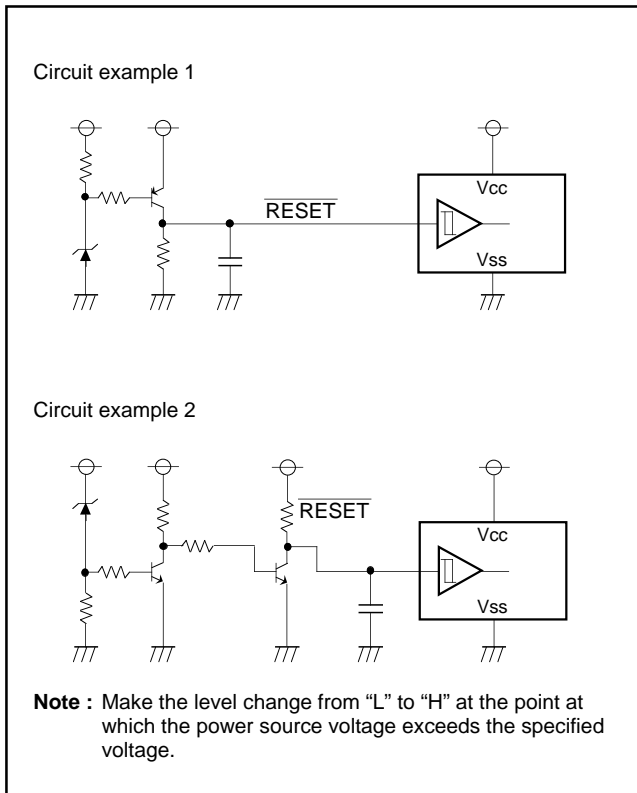 Circuit example 1
RESET
Vcc
Vss
Circuit example 2
RESET
Vcc
Vss
Note : Make the level change from “L” to “H” at the point at
which the power source voltage exceeds the specified
voltage.